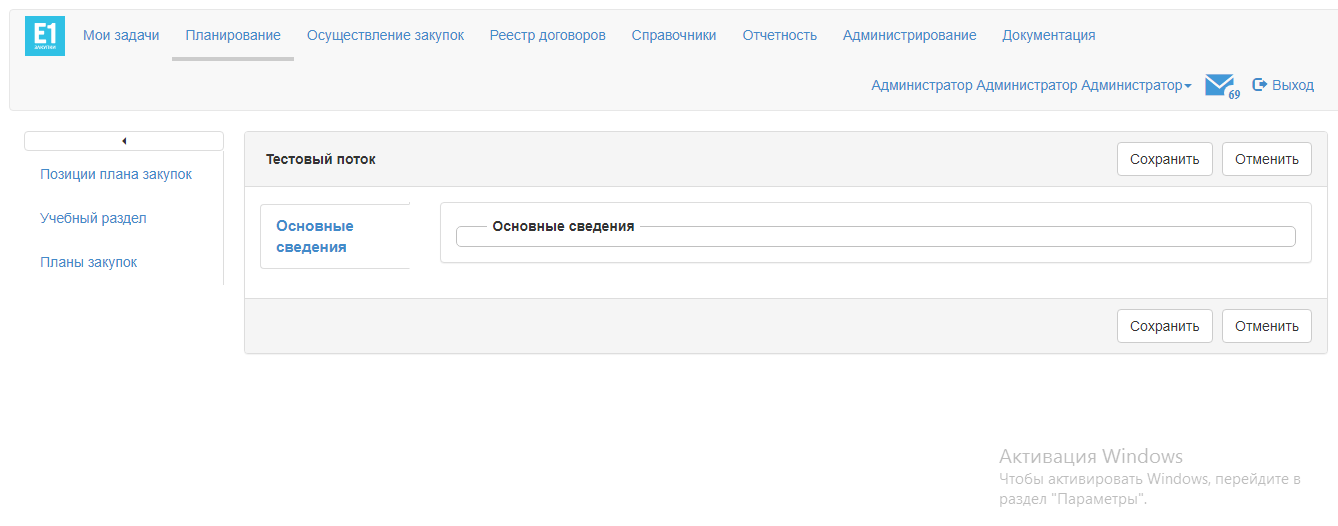 E1
ЗАКУПКИ
Мои задачи Планирование Осуществление закупок Реестр договоров Справочники Отчетность Администрирование Документация
Администратор Администратор Администратор 69 Выход
Позиции плана закупок
Учебный раздел
Планы закупок
Тестовый поток Сохранить Отменить
Основные
сведения
Основные сведения
Сохранить Отменить
Активация Windows
Чтобы активировать Windows, перейдите в
раздел "Параметры".